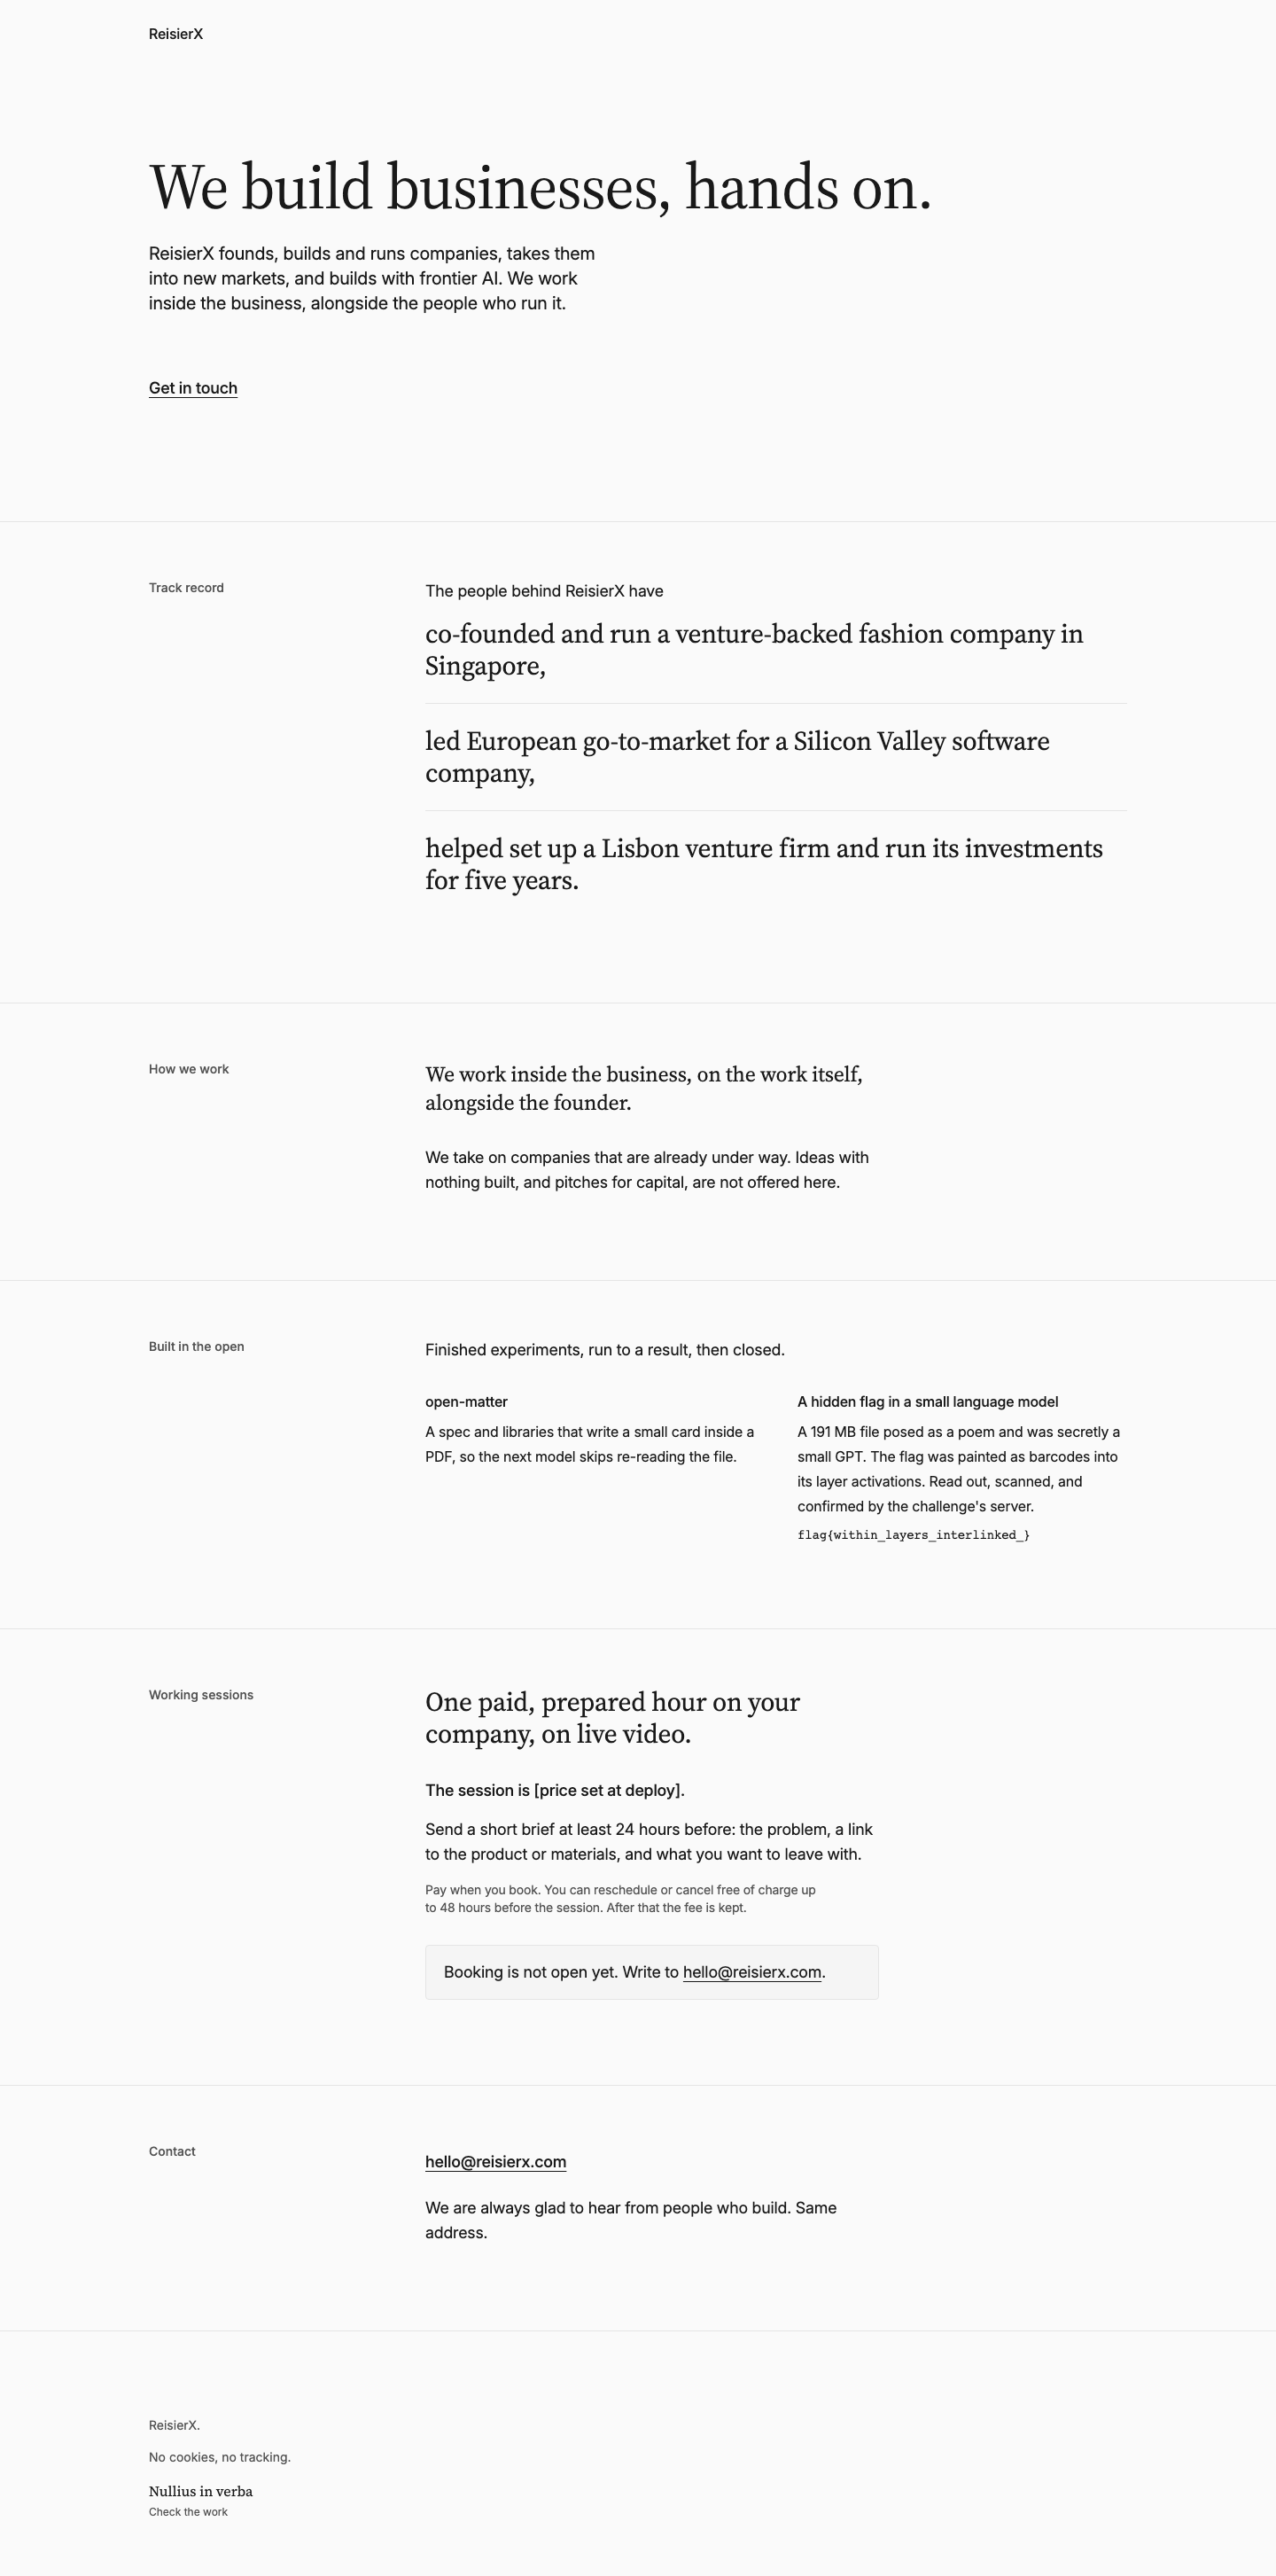 ReisierX
We build businesses, hands on.
ReisierX founds, builds and runs companies, takes them
into new markets, and builds with frontier AI. We work
inside the business, alongside the people who run it.
Get in touch
Track record
The people behind ReisierX have
co-founded and run a venture-backed fashion company in
Singapore,
led European go-to-market for a Silicon Valley software
company,
helped set up a Lisbon venture firm and run its investments
for five years.
How we work
We work inside the business, on the work itself,
alongside the founder.
We take on companies that are already under way. Ideas with
nothing built, and pitches for capital, are not offered here.
Built in the open
Finished experiments, run to a result, then closed.
open-matter
A spec and libraries that write a small card inside a
PDF, so the next model skips re-reading the file.
A hidden flag in a small language model
A 191 MB file posed as a poem and was secretly a
small GPT. The flag was painted as barcodes into
its layer activations. Read out, scanned, and
confirmed by the challenge's server.
flag{within_layers_interlinked_}
Working sessions
One paid, prepared hour on your
company, on live video.
The session is [price set at deploy].
Send a short brief at least 24 hours before: the problem, a link
to the product or materials, and what you want to leave with.
Pay when you book. You can reschedule or cancel free of charge up
to 48 hours before the session. After that the fee is kept.
Booking is not open yet. Write to hello@reisierx.com.
Contact
hello@reisierx.com
We are always glad to hear from people who build. Same
address.
ReisierX.
No cookies, no tracking.
Nullius in verba
Check the work